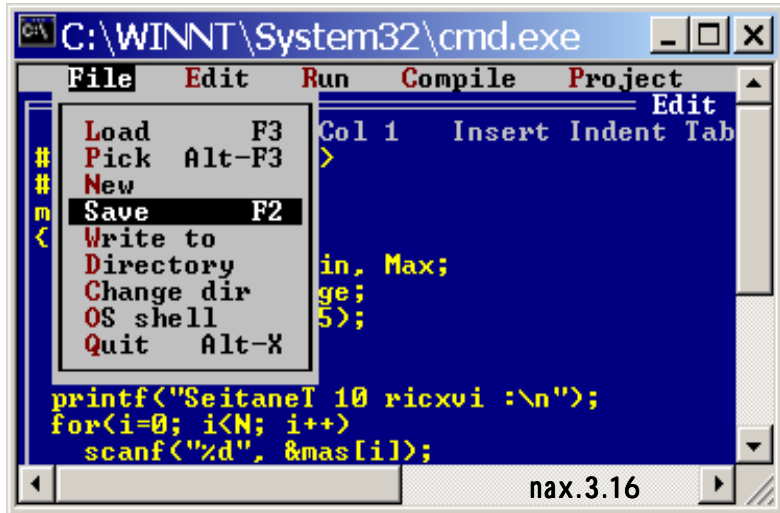 C:\WINNT\System32\cmd.exe
File Edit Run Compile Project
Edit
Col 1 Insert Indent Tab
Load F3
Pick Alt-F3
New
Save F2
Write to
Directory
Change dir
OS shell
Quit Alt-X
# >
#
m
{
in, Max;
ge;
5);
printf("SeitaneT 10 ricxvi :\n");
for(i=0; i<N; i++)
scanf("%d", &mas[i]);
nax.3.16